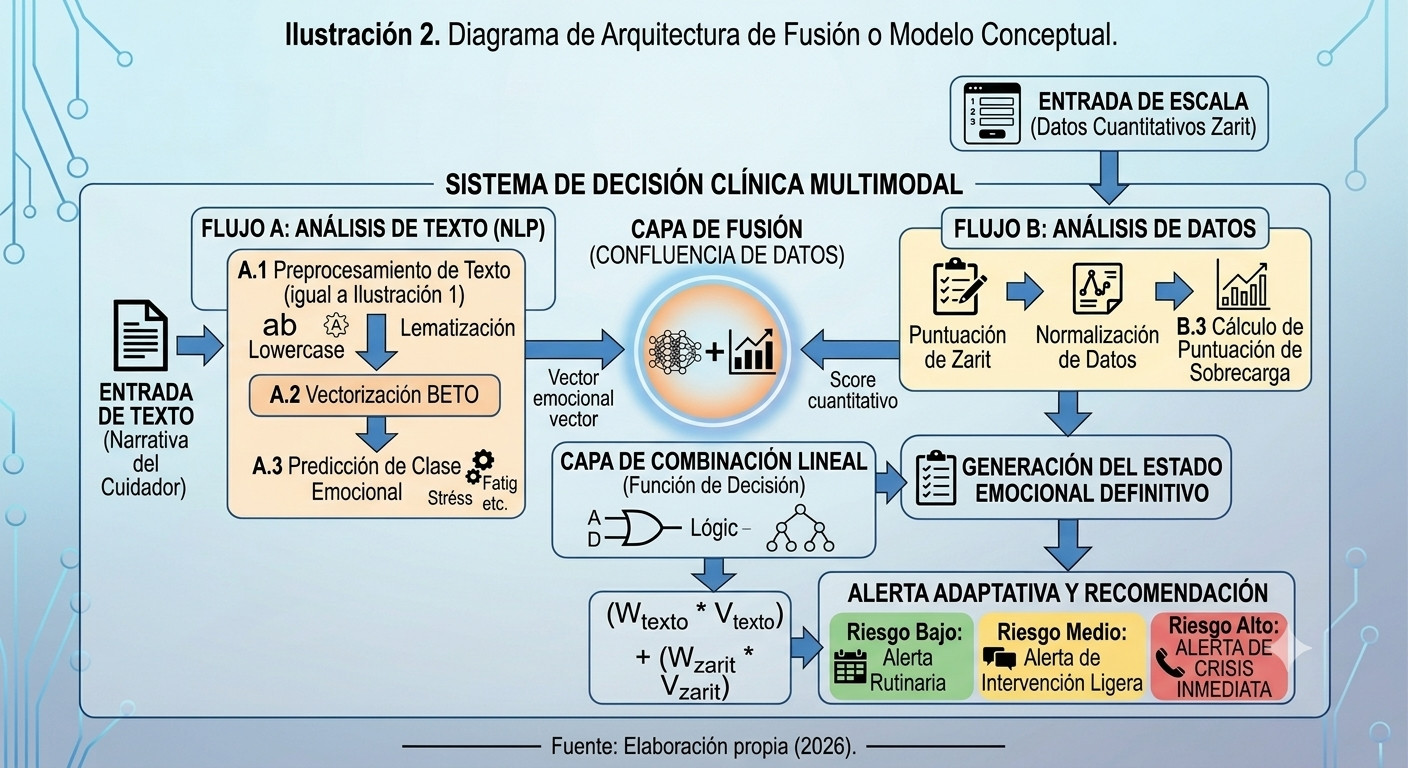 Ilustración 2. Diagrama de Arquitectura de Fusión o Modelo Conceptual.
ENTRADA DE ESCALA
(Datos Cuantitativos Zarit)
1
2
3
SISTEMA DE DECISIÓN CLÍNICA MULTIMODAL
FLUJO A: ANÁLISIS DE TEXTO (NLP)
A.1 Preprocesamiento de Texto
(igual a Ilustración 1)
ab
A
Lowercase
Lematización
A.2 Vectorización BETO
A.3 Predicción de Clase
Emocional
Stréss
Fatig
etc.
ENTRADA
DE TEXTO
(Narrativa
del
Cuidador)
CAPA DE FUSIÓN
(CONFLUENCIA DE DATOS)
+
Vector
emocional
vector
Score
cuantitativo
FLUJO B: ANÁLISIS DE DATOS
Puntuación
de Zarit
Normalización
de Datos
B.3 Cálculo de
Puntuación de
Sobrecarga
CAPA DE COMBINACIÓN LINEAL
(Función de Decisión)
A
D
Lógic –
GENERACIÓN DEL ESTADO
EMOCIONAL DEFINITIVO
(Wtexto * Vtexto)
+ (Wzarit *
Vzarit)
ALERTA ADAPTATIVA Y RECOMENDACIÓN
Riesgo Bajo:
Alerta
Rutinaria
Riesgo Medio:
Alerta de
Intervención Ligera
Riesgo Alto:
ALERTA DE
CRISIS
INMEDIATA
Fuente: Elaboración propia (2026).